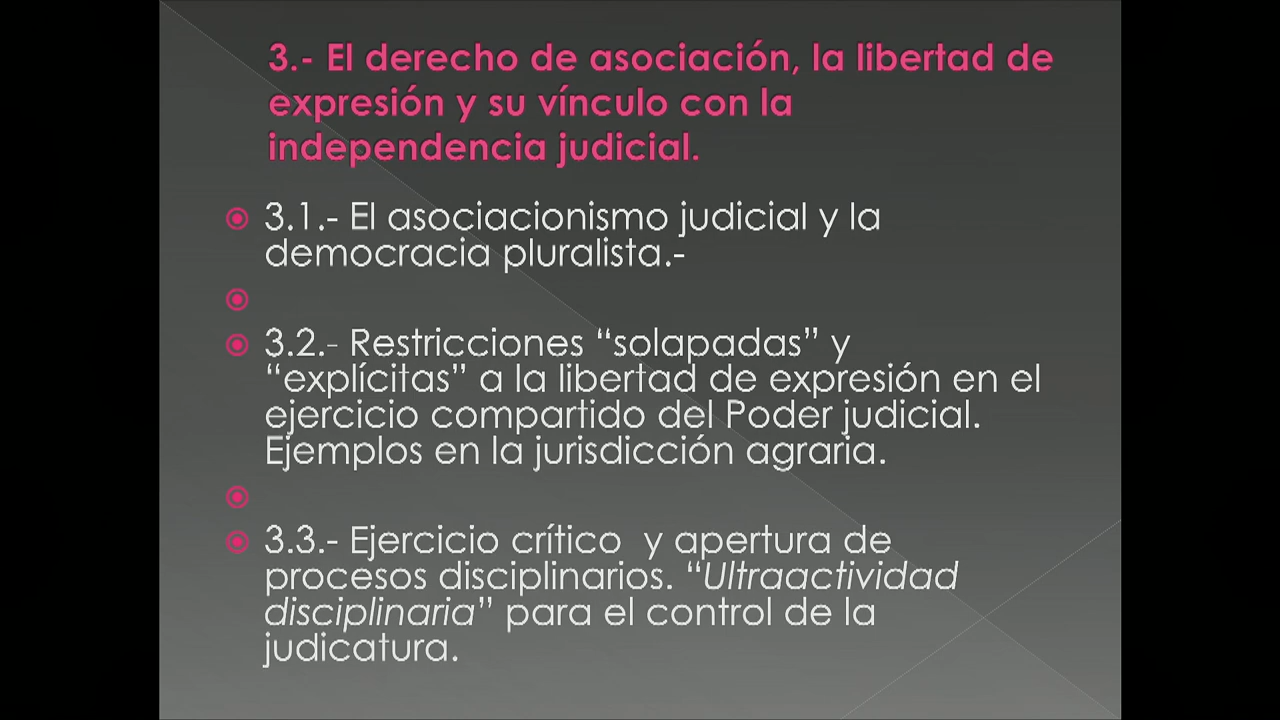 3.- El derecho de asociación, la libertad de
expresión y su vínculo con la
independencia judicial.
3.1.- El asociacionismo judicial y la
democracia pluralista.-
3.2.- Restricciones “solapadas” y
“explícitas” a la libertad de expresión en el
ejercicio compartido del Poder judicial.
Ejemplos en la jurisdicción agraria.
3.3.- Ejercicio crítico  y apertura de
procesos disciplinarios. “Ultraactividad
disciplinaria” para el control de la
judicatura.